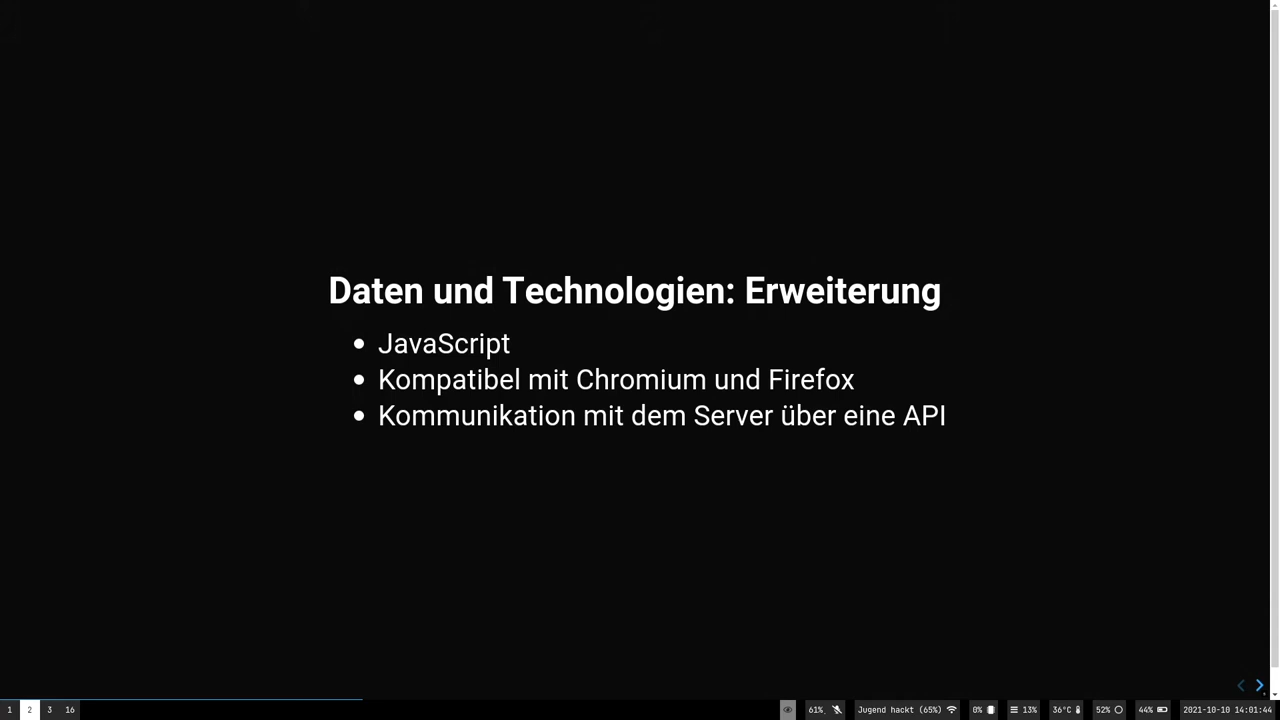 Daten und Technologien: Erweiterung
JavaScript
Kompatibel mit Chromium und Firefox
Kommunikation mit dem Server über eine API
1 2 3 16 61% Jugend hackt (65%) 0% 13% 36°C 52% 44% 2021-10-10 14:01:44